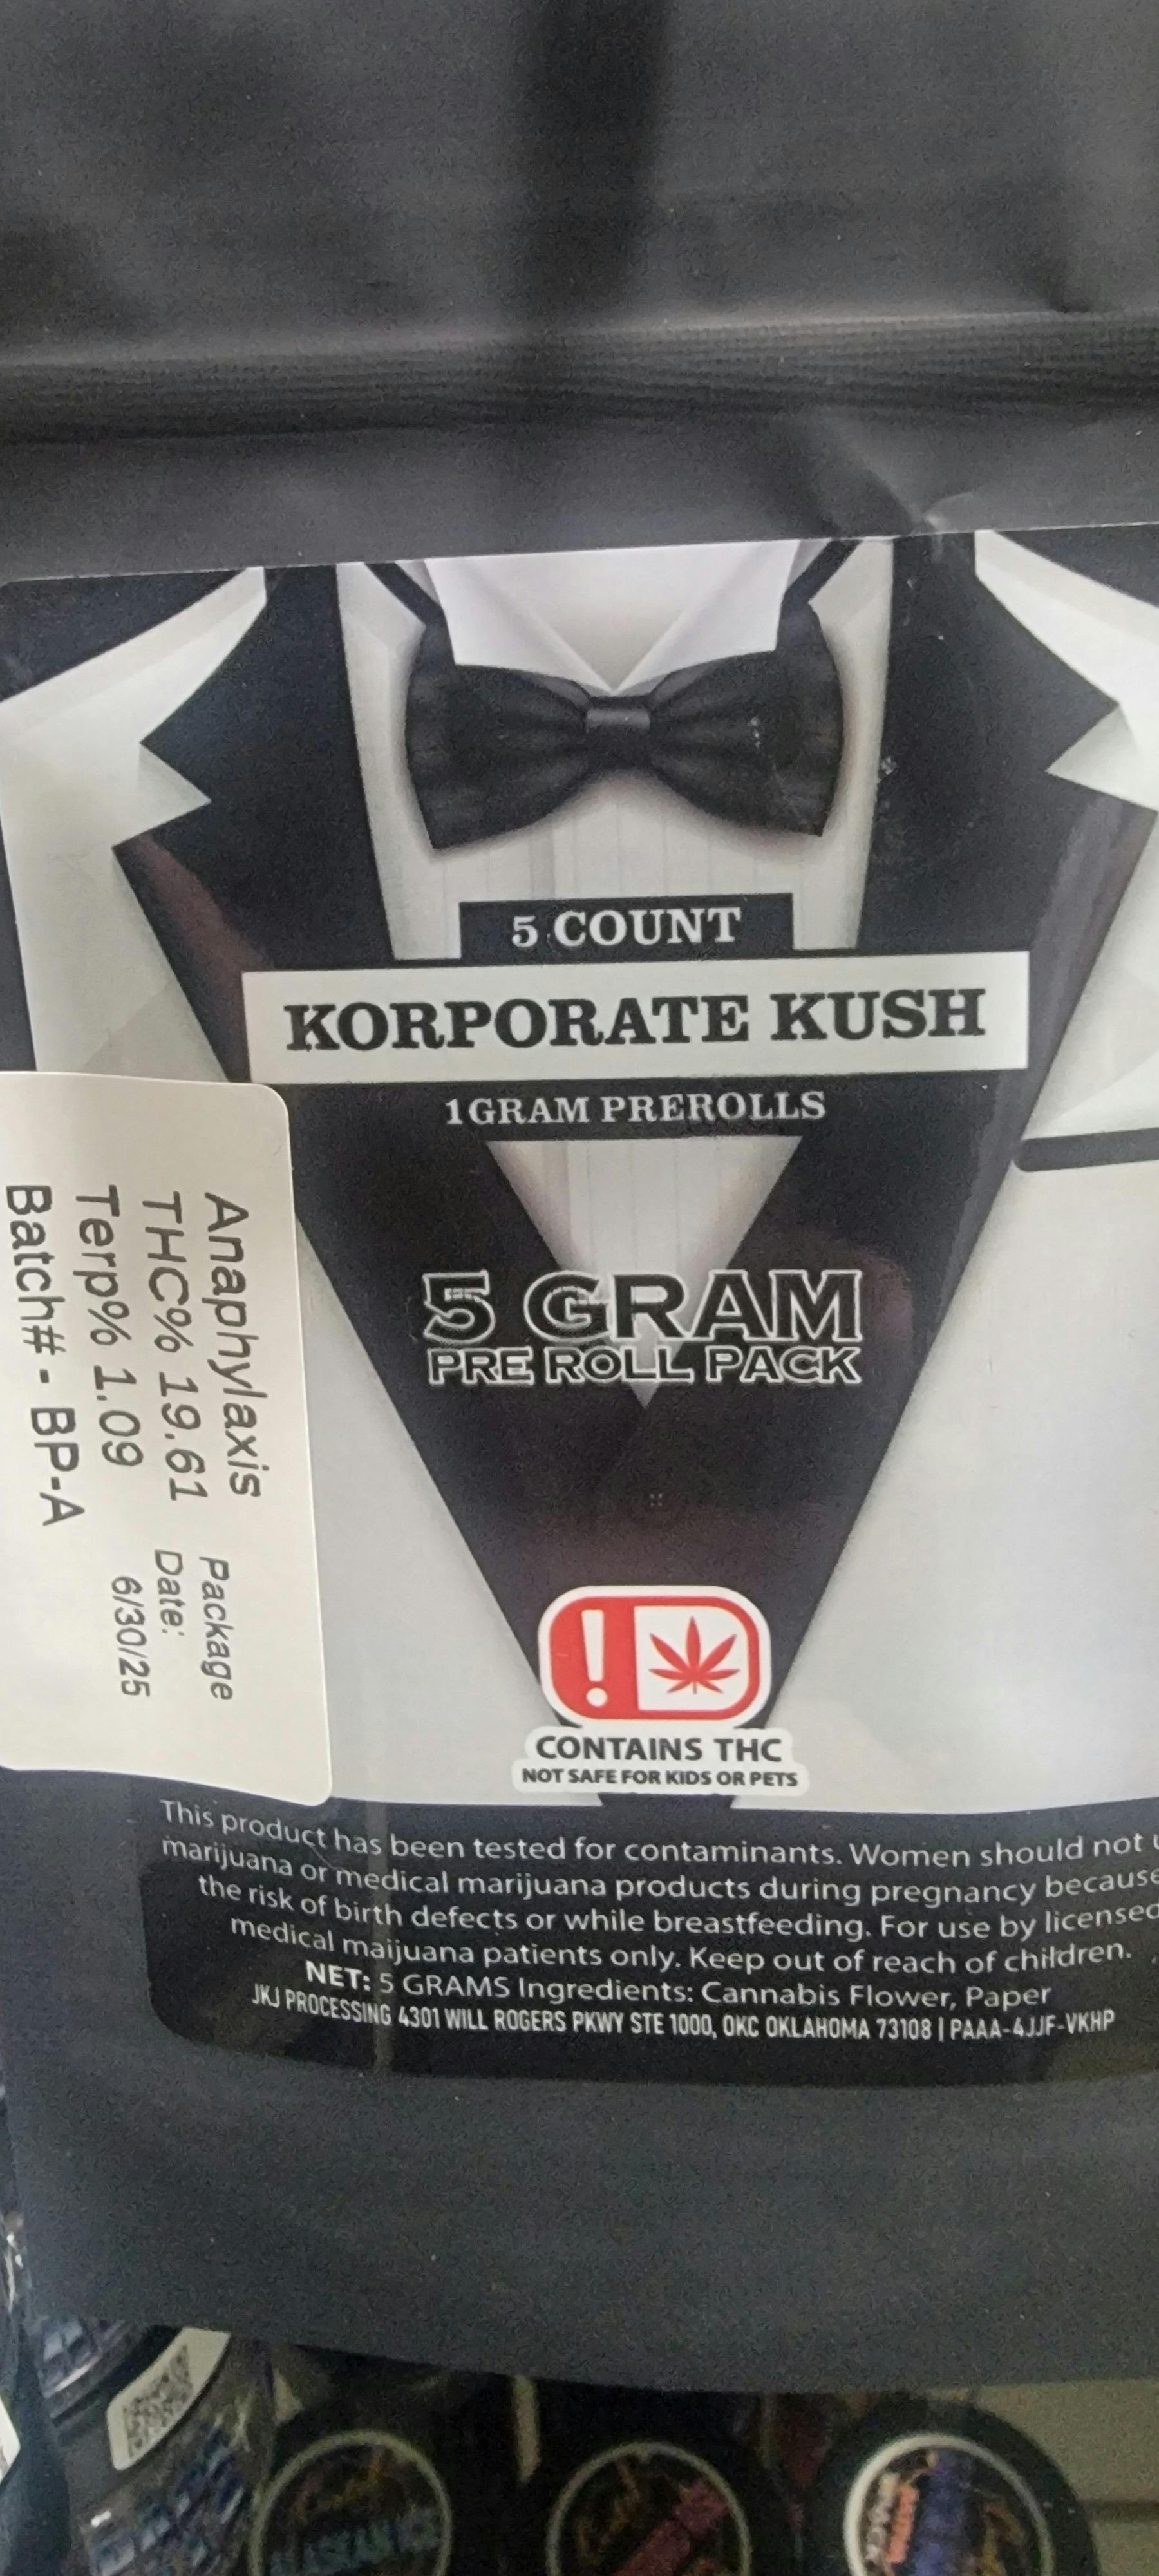 5 COUNT
KORPORATE KUSH
1 GRAM PREROLLS
5 GRAM
PRE ROLL PACK
Anaphylaxis
THC% 19.61
Terp% 1.09
Batch# - BP-A
Package
Date:
6/30/25
!
CONTAINS THC
NOT SAFE FOR KIDS OR PETS
This product has been tested for contaminants. Women should not
marijuana or medical marijuana products during pregnancy because
the risk of birth defects or while breastfeeding. For use by licensed
medical maijuana patients only. Keep out of reach of children.
NET: 5 GRAMS Ingredients: Cannabis Flower, Paper
JKJ PROCESSING 4301 WILL ROGERS PKWY STE 1000, OKC OKLAHOMA 73108 | PAAA-4JJF-VKHP